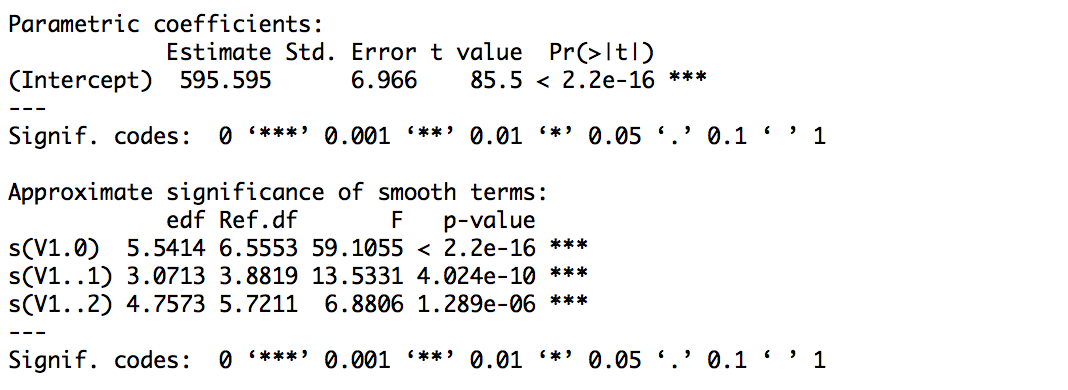 Parametric coefficients:
            Estimate Std. Error t value  Pr(>|t|)
(Intercept)  595.595      6.966    85.5 < 2.2e-16 ***
---
Signif. codes:  0 ‘***’ 0.001 ‘**’ 0.01 ‘*’ 0.05 ‘.’ 0.1 ‘ ’ 1

Approximate significance of smooth terms:
            edf Ref.df       F   p-value
s(V1.0)  5.5414 6.5553 59.1055 < 2.2e-16 ***
s(V1..1) 3.0713 3.8819 13.5331 4.024e-10 ***
s(V1..2) 4.7573 5.7211  6.8806 1.289e-06 ***
---
Signif. codes:  0 ‘***’ 0.001 ‘**’ 0.01 ‘*’ 0.05 ‘.’ 0.1 ‘ ’ 1